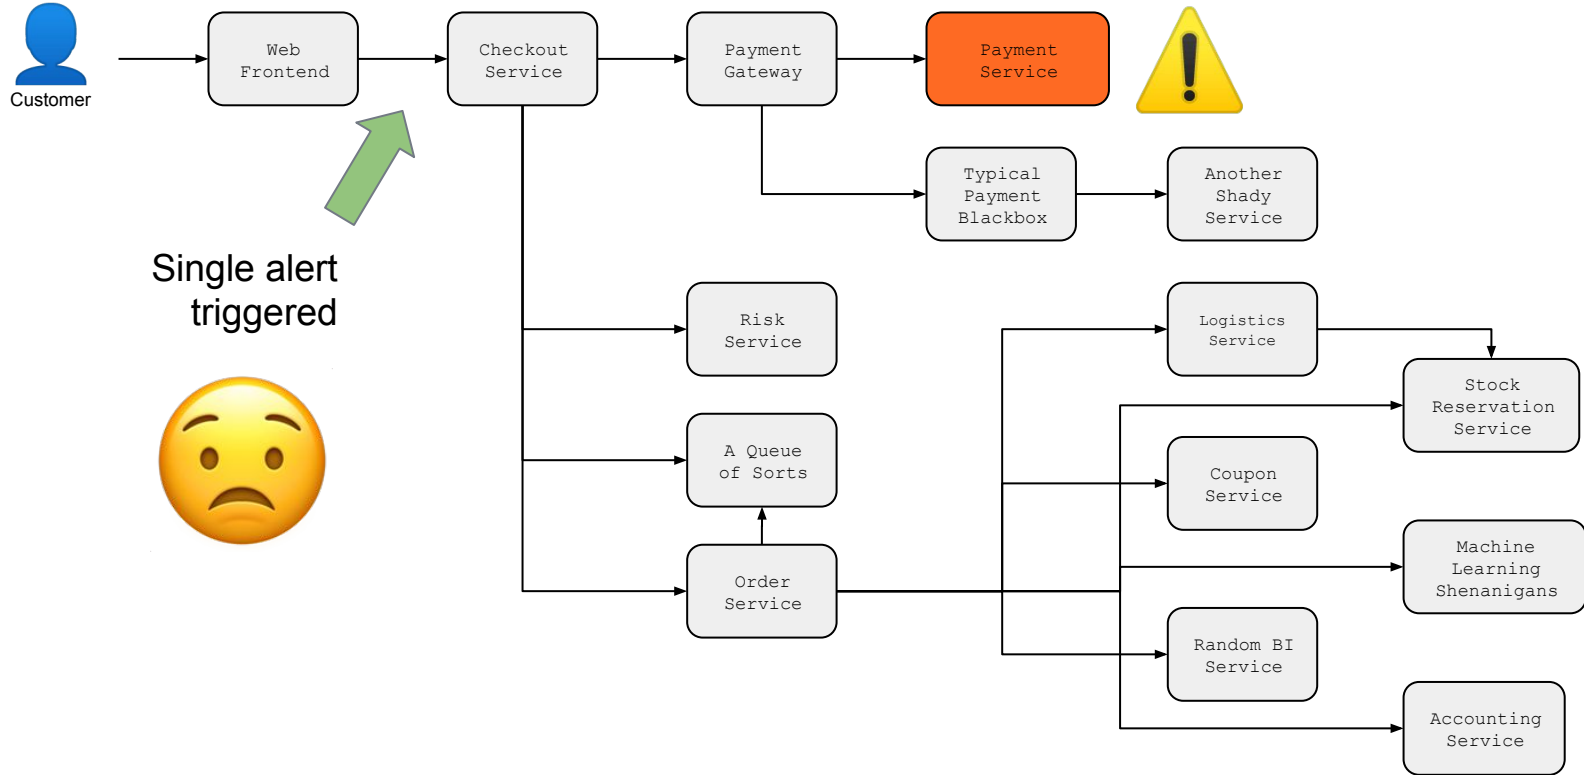 Customer
Web
Frontend
Checkout
Service
Payment
Gateway
Payment
Service
Typical
Payment
Blackbox
Another
Shady
Service
Single alert
triggered
Risk
Service
Logistics
Service
Stock
Reservation
Service
A Queue
of Sorts
Coupon
Service
Order
Service
Machine
Learning
Shenanigans
Random BI
Service
Accounting
Service